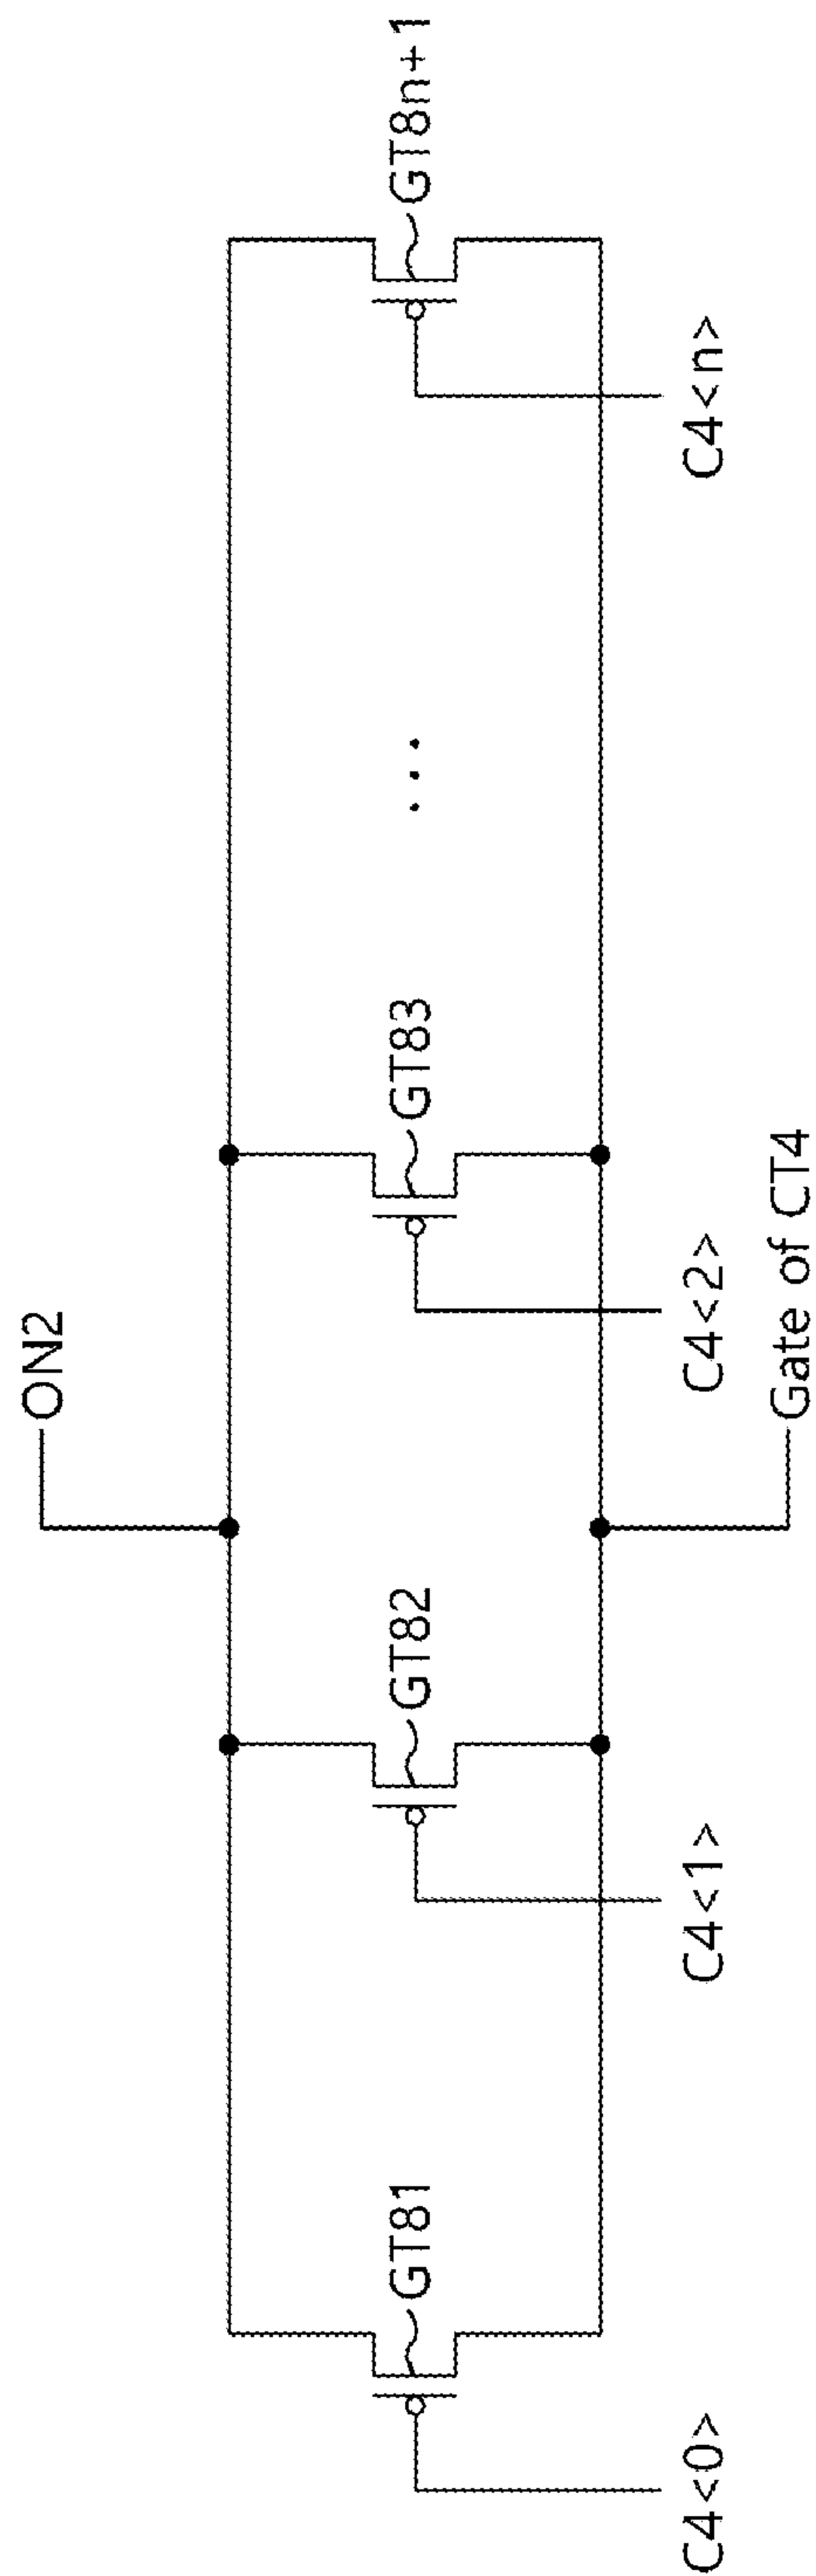 ON2
GT81
GT82
GT83
...
GT8n+1
C4<0>
C4<1>
C4<2>
C4<n>
Gate of CT4